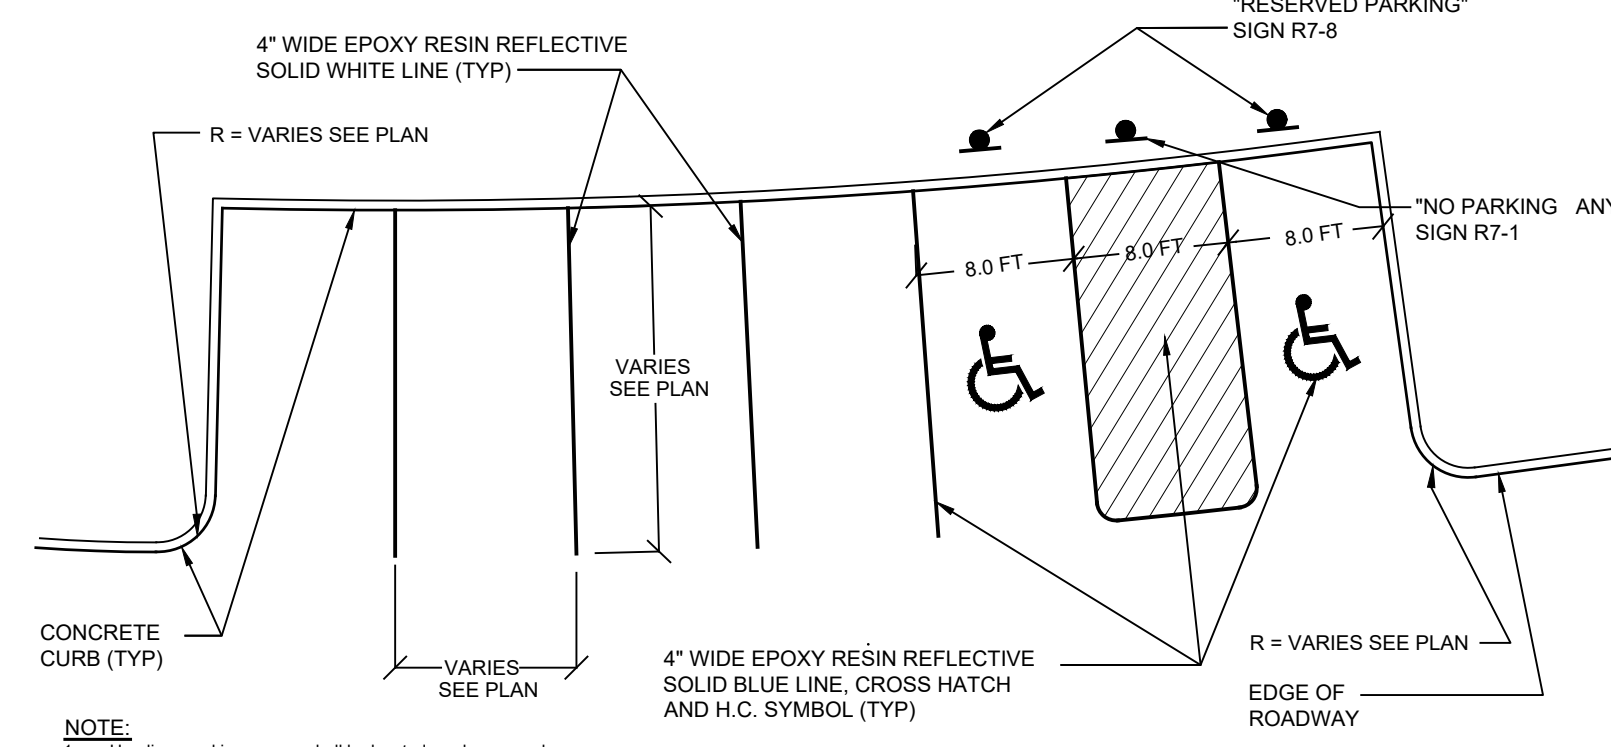 "RESERVED PARKING"
SIGN R7-8
4" WIDE EPOXY RESIN REFLECTIVE
SOLID WHITE LINE (TYP)
R = VARIES SEE PLAN
"NO PARKING ANY
SIGN R7-1
8.0 FT
8.0 FT
8.0 FT
VARIES
SEE PLAN
CONCRETE
CURB (TYP)
VARIES
SEE PLAN
4" WIDE EPOXY RESIN REFLECTIVE
SOLID BLUE LINE, CROSS HATCH
AND H.C. SYMBOL (TYP)
R = VARIES SEE PLAN
EDGE OF
ROADWAY
NOTE: